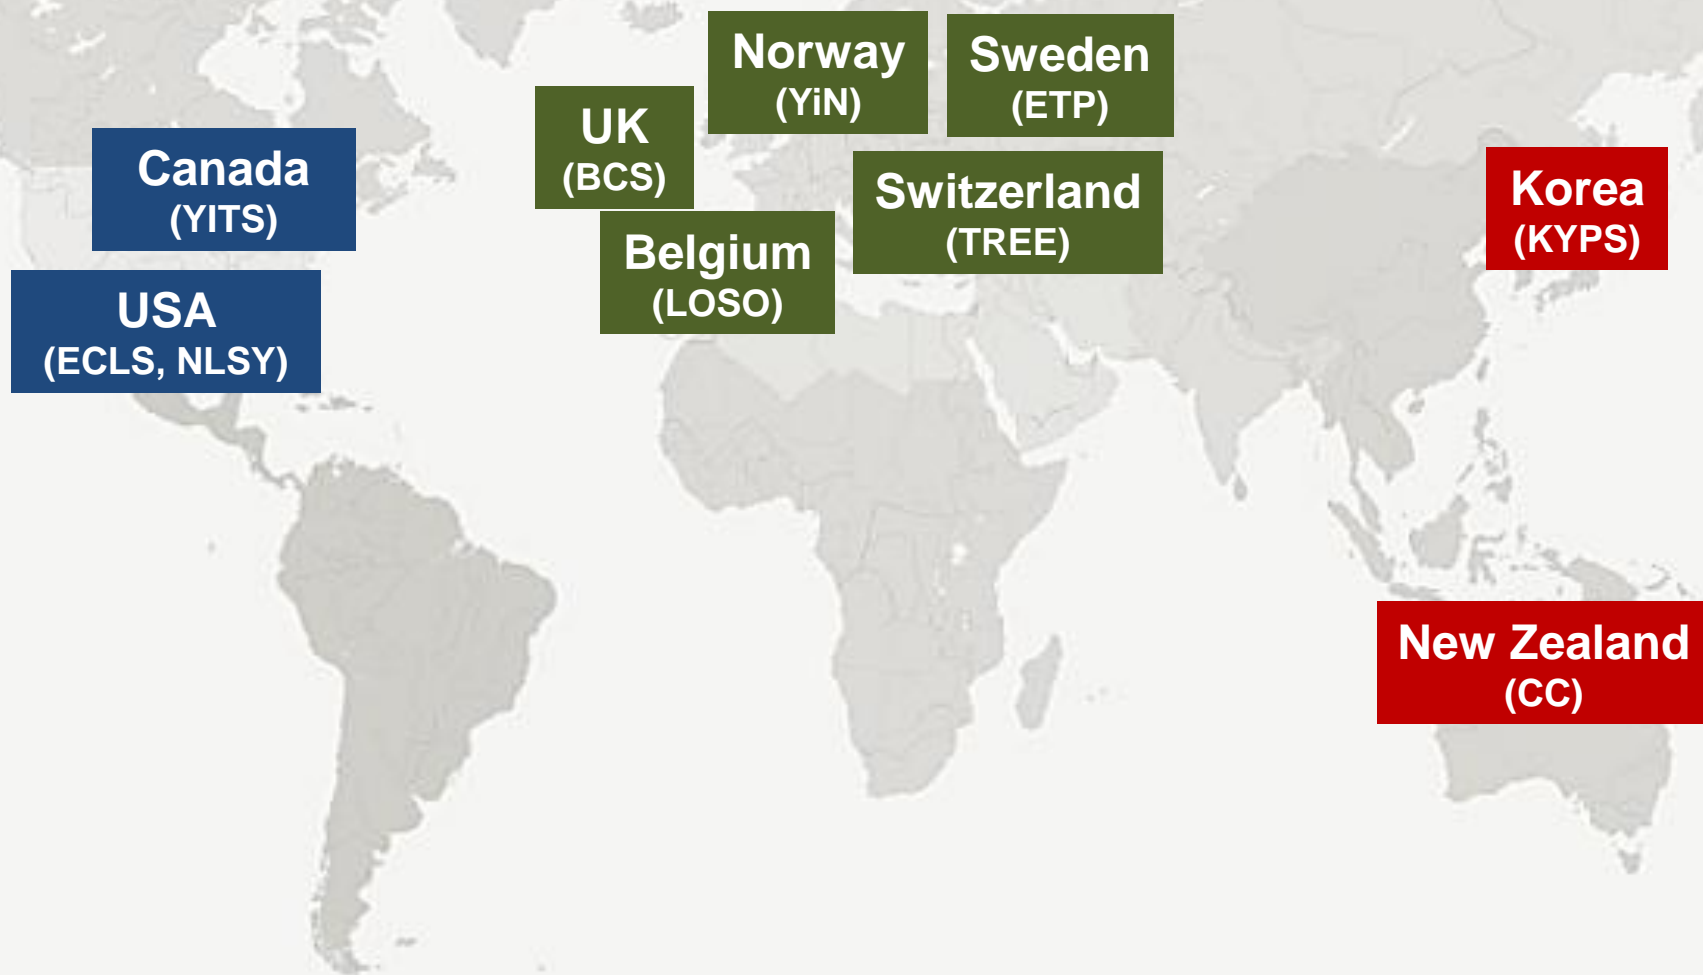 Norway
(YiN)
Sweden
(ETP)
UK
(BCS)
Canada
(YITS)
Switzerland
(TREE)
Korea
(KYPS)
Belgium
(LOSO)
USA
(ECLS, NLSY)
New Zealand
(CC)